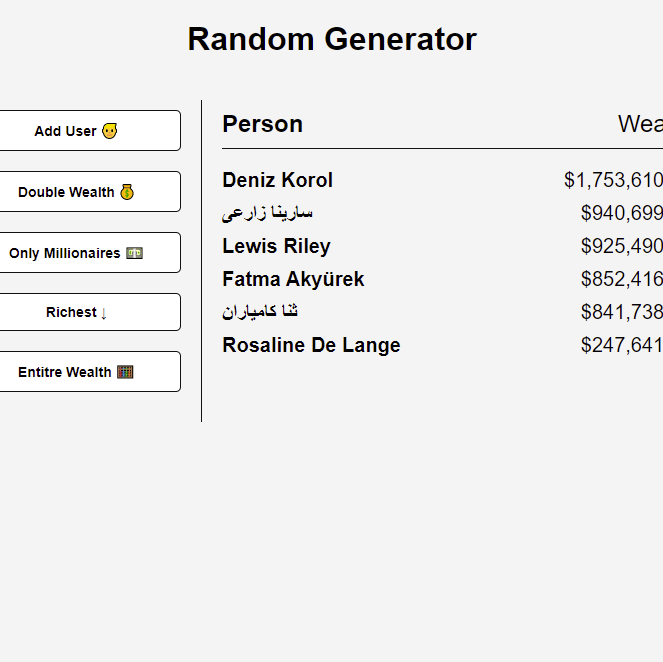 Random Generator
Add User
Double Wealth
Only Millionaires
Richest ↓
Entitre Wealth
Person Wea
Deniz Korol $1,753,610
سارینا زارعی $940,699
Lewis Riley $925,490
Fatma Akyürek $852,416
ثنا كامياران $841,738
Rosaline De Lange $247,641